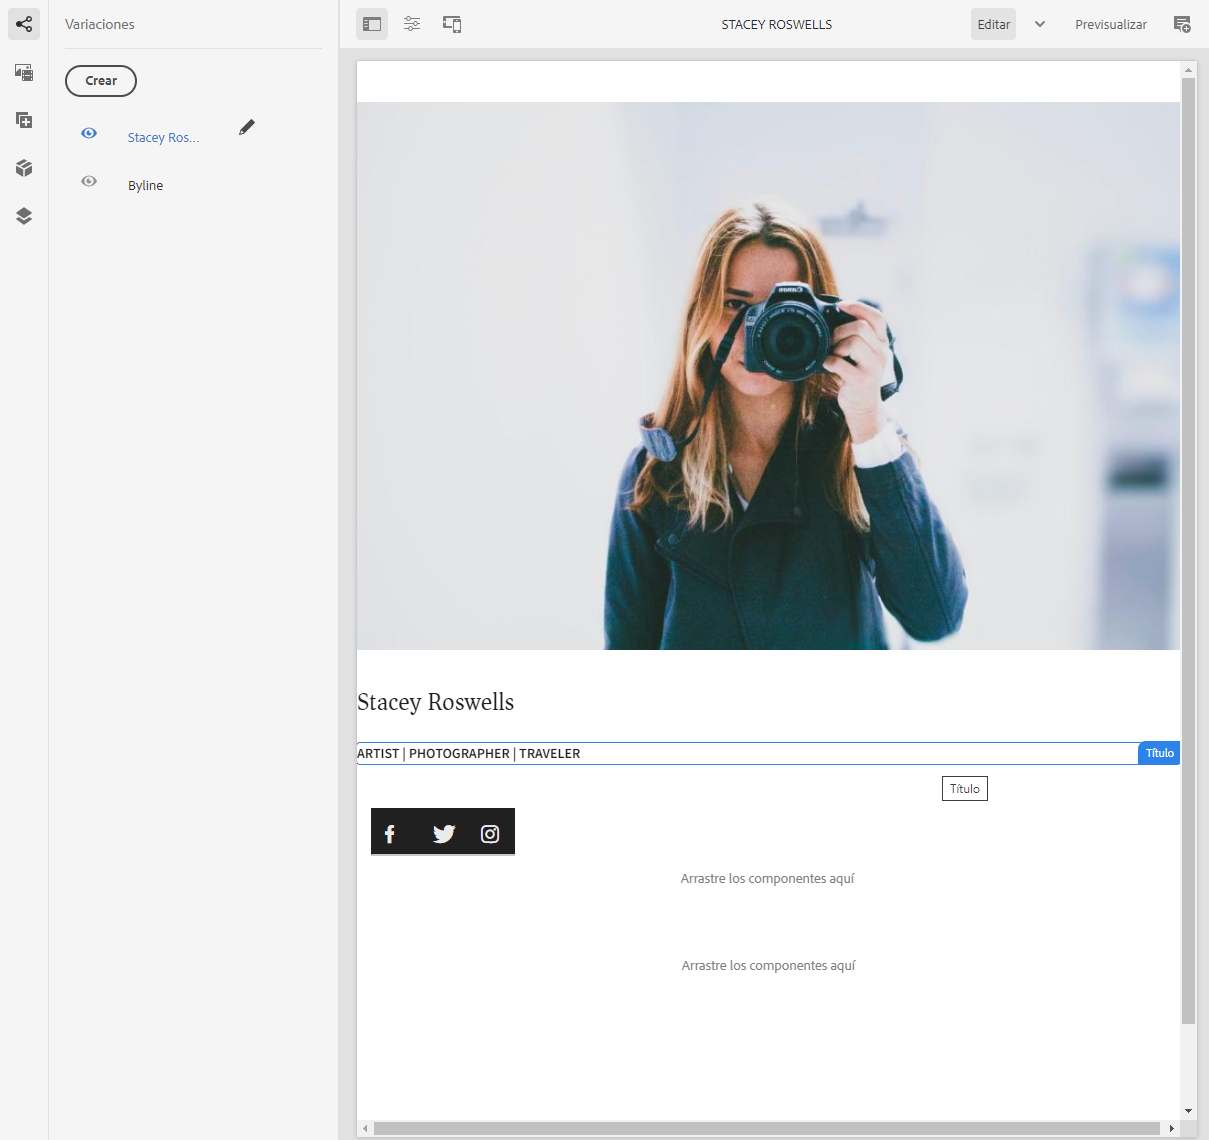 Variaciones
STACEY ROSWELLS
Editar
Previsualizar
Crear
Stacey Ros...
Byline
Canon
Stacey Roswells
ARTIST | PHOTOGRAPHER | TRAVELER
Título
Título
Arrastre los componentes aquí
Arrastre los componentes aquí